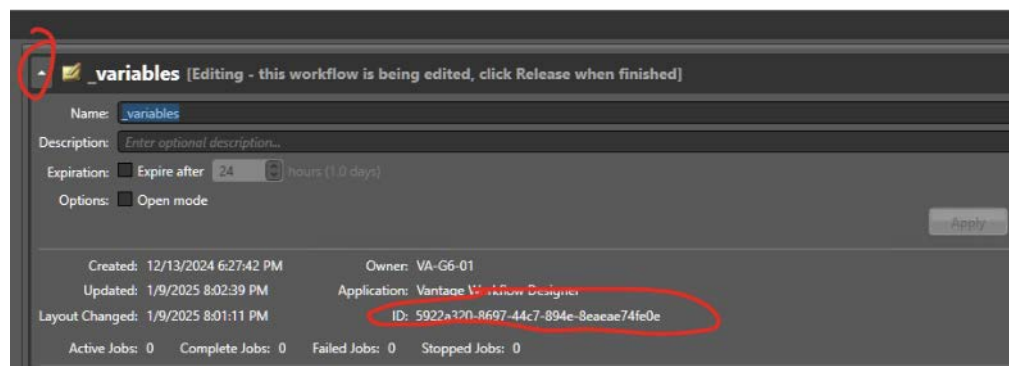 _variables [Editing - this workflow is being edited, click Release when finished]
Name: _variables
Description: Enter optional description...
Expiration: Expire after 24 hours (1.0 days)
Options: Open mode
Apply
Created: 12/13/2024 6:27:42 PM Owner: VA-G6-01
Updated: 1/9/2025 8:02:39 PM Application: Vantage Workflow Designer
Layout Changed: 1/9/2025 8:01:11 PM ID: 5922a320-8697-44c7-894e-8eaeae74fe0e
Active Jobs: 0 Complete Jobs: 0 Failed Jobs: 0 Stopped Jobs: 0